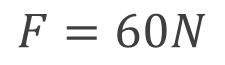 F = 60N